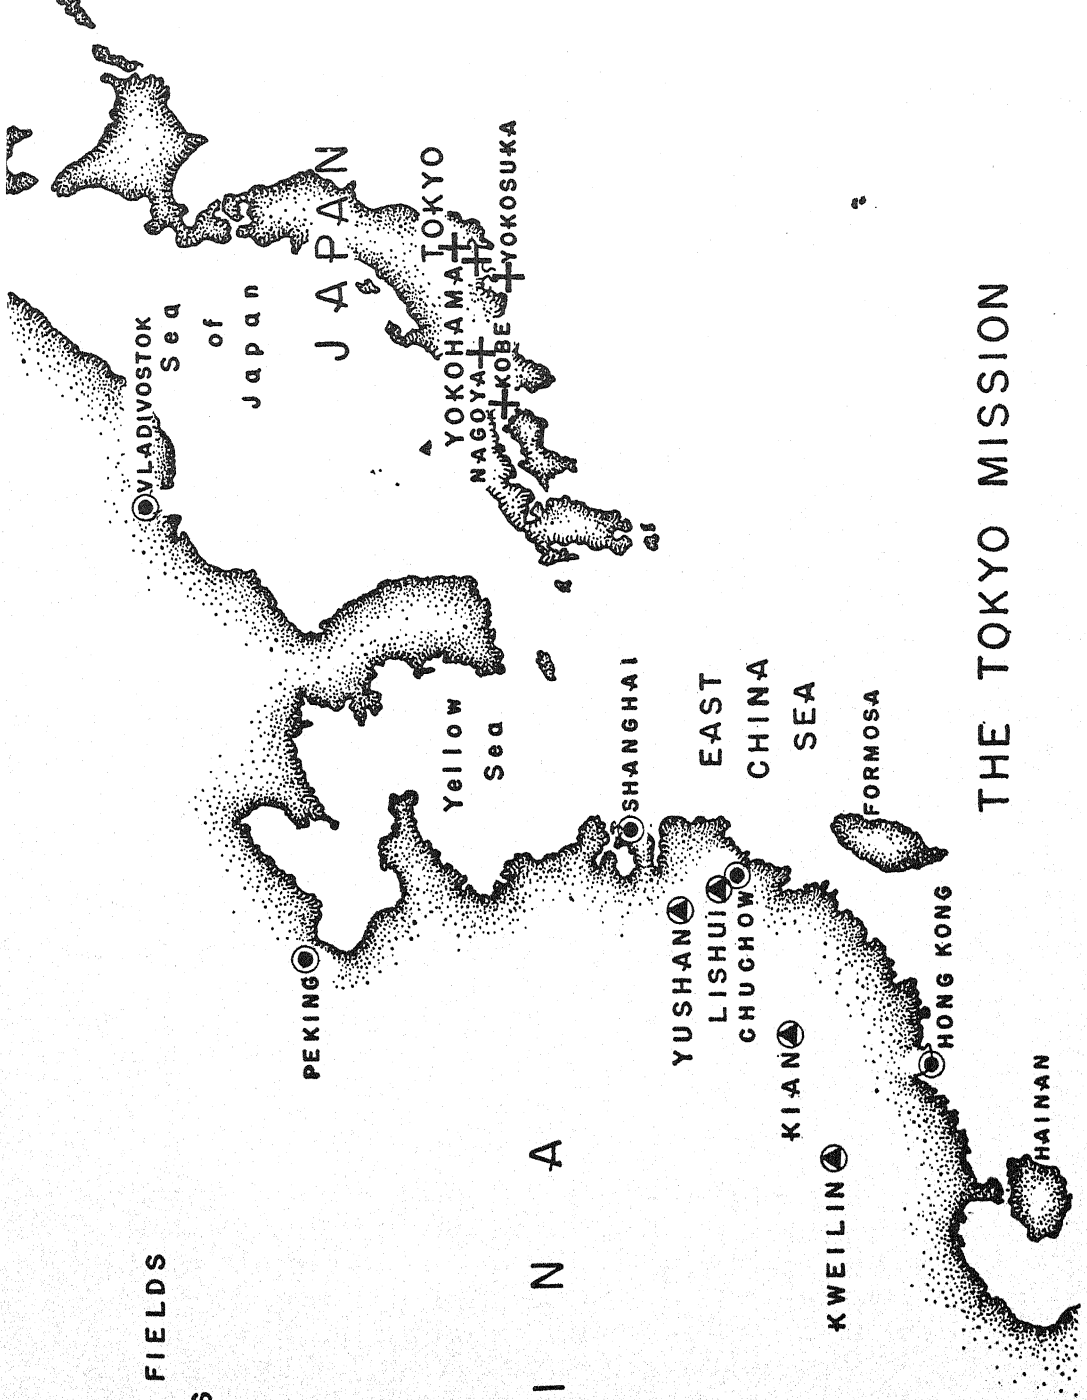 FIELDS
S
PEKING
VLADIVOSTOK
Sea
of
Japan
JAPAN
TOKYO
YOKOHAMA
YOKOSUKA
NAGOYA
KOBE
Yellow
Sea
I N A
SHANGHAI
EAST
CHINA
SEA
YUSHAN
LISHUI
CHUCHOW
KIAN
KWEILIN
FORMOSA
HONG KONG
HAINAN
THE TOKYO MISSION